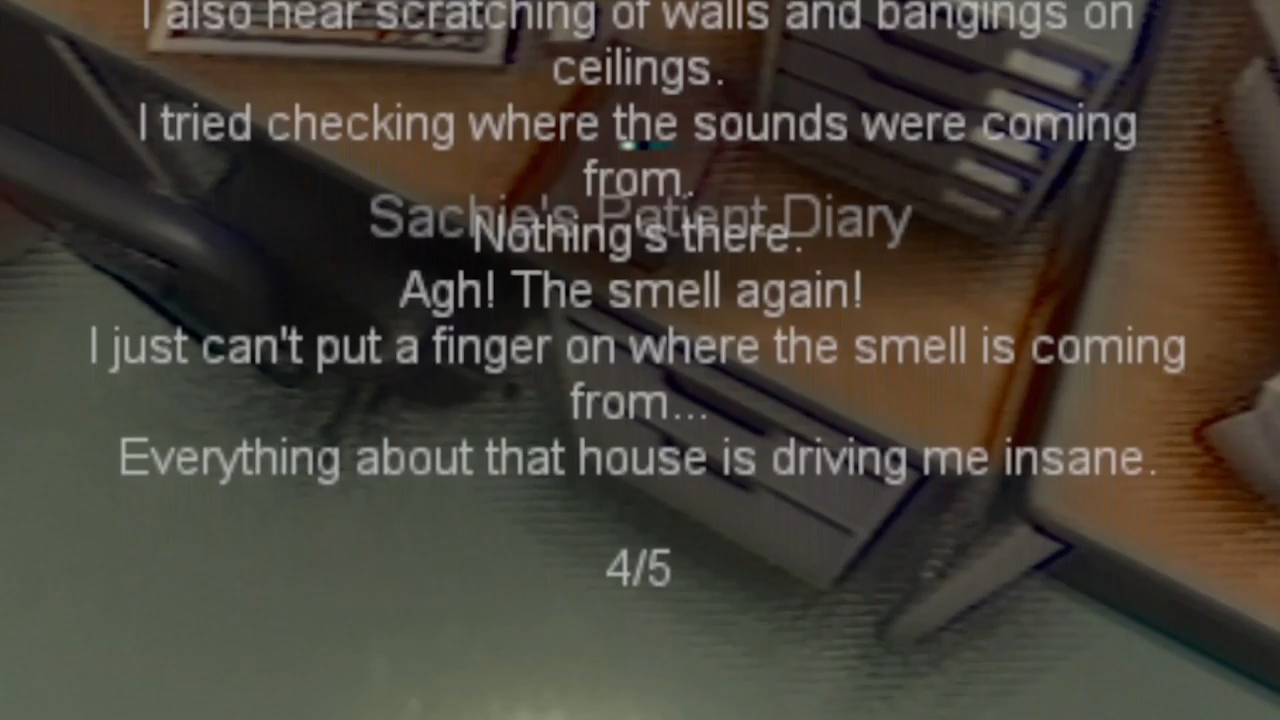 I also hear scratching of walls and bangings on
ceilings.
I tried checking where the sounds were coming
from.
Sachie's Patient Diary
Nothing's there.
Agh! The smell again!
I just can't put a finger on where the smell is coming
from...
Everything about that house is driving me insane.
4/5